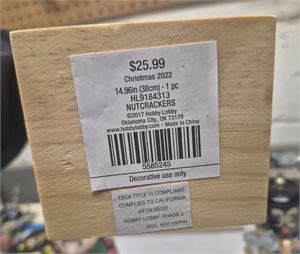 $25.99
Christmas 2022
14.96in (38cm) · 1 pc
HL9184313
NUTCRACKERS
©2017 Hobby Lobby
Oklahoma City, OK 73179
www.hobbylobby.com • Made in China
5585245
Decorative use only
TSCA TITLE VI COMPLIANT
COMPLIES TO CALIFORNIA
ATCM 93120
HOBBY LOBBY PHASE 2